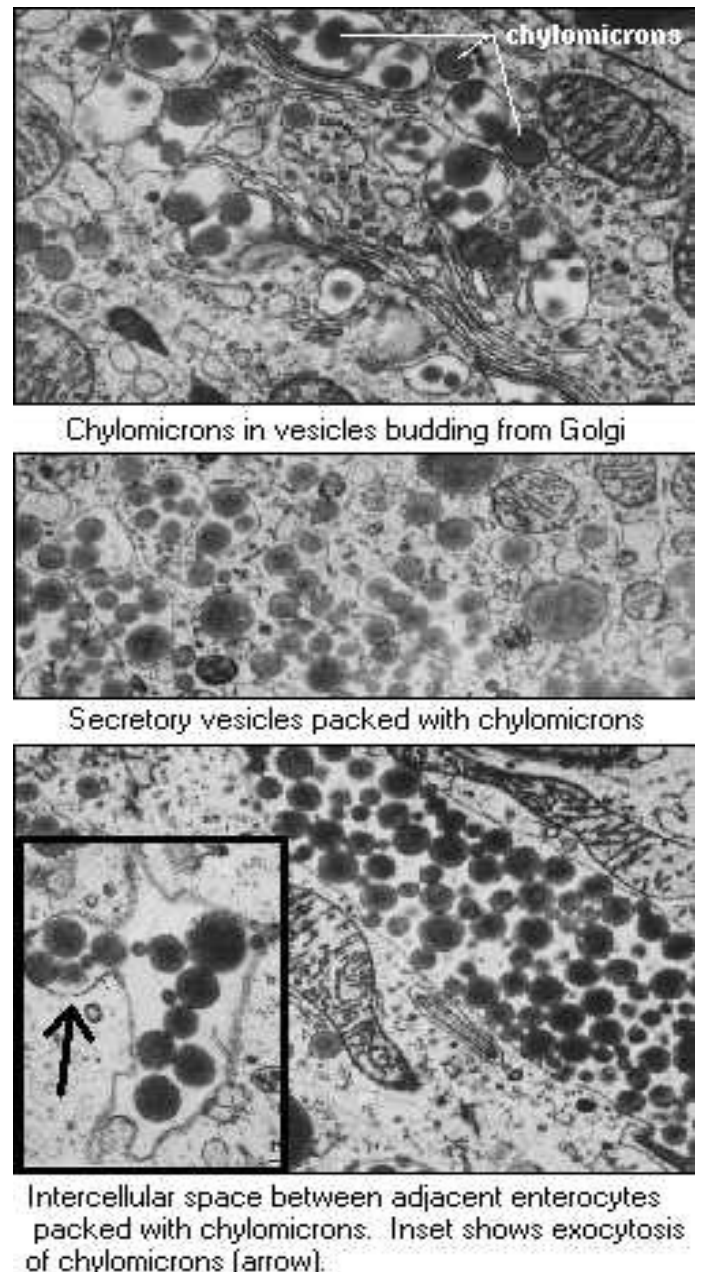 chylomicrons
Chylomicrons in vesicles budding from Golgi
Secretory vesicles packed with chylomicrons
Intercellular space between adjacent enterocytes
packed with chylomicrons. Inset shows exocytosis
of chylomicrons (arrow).